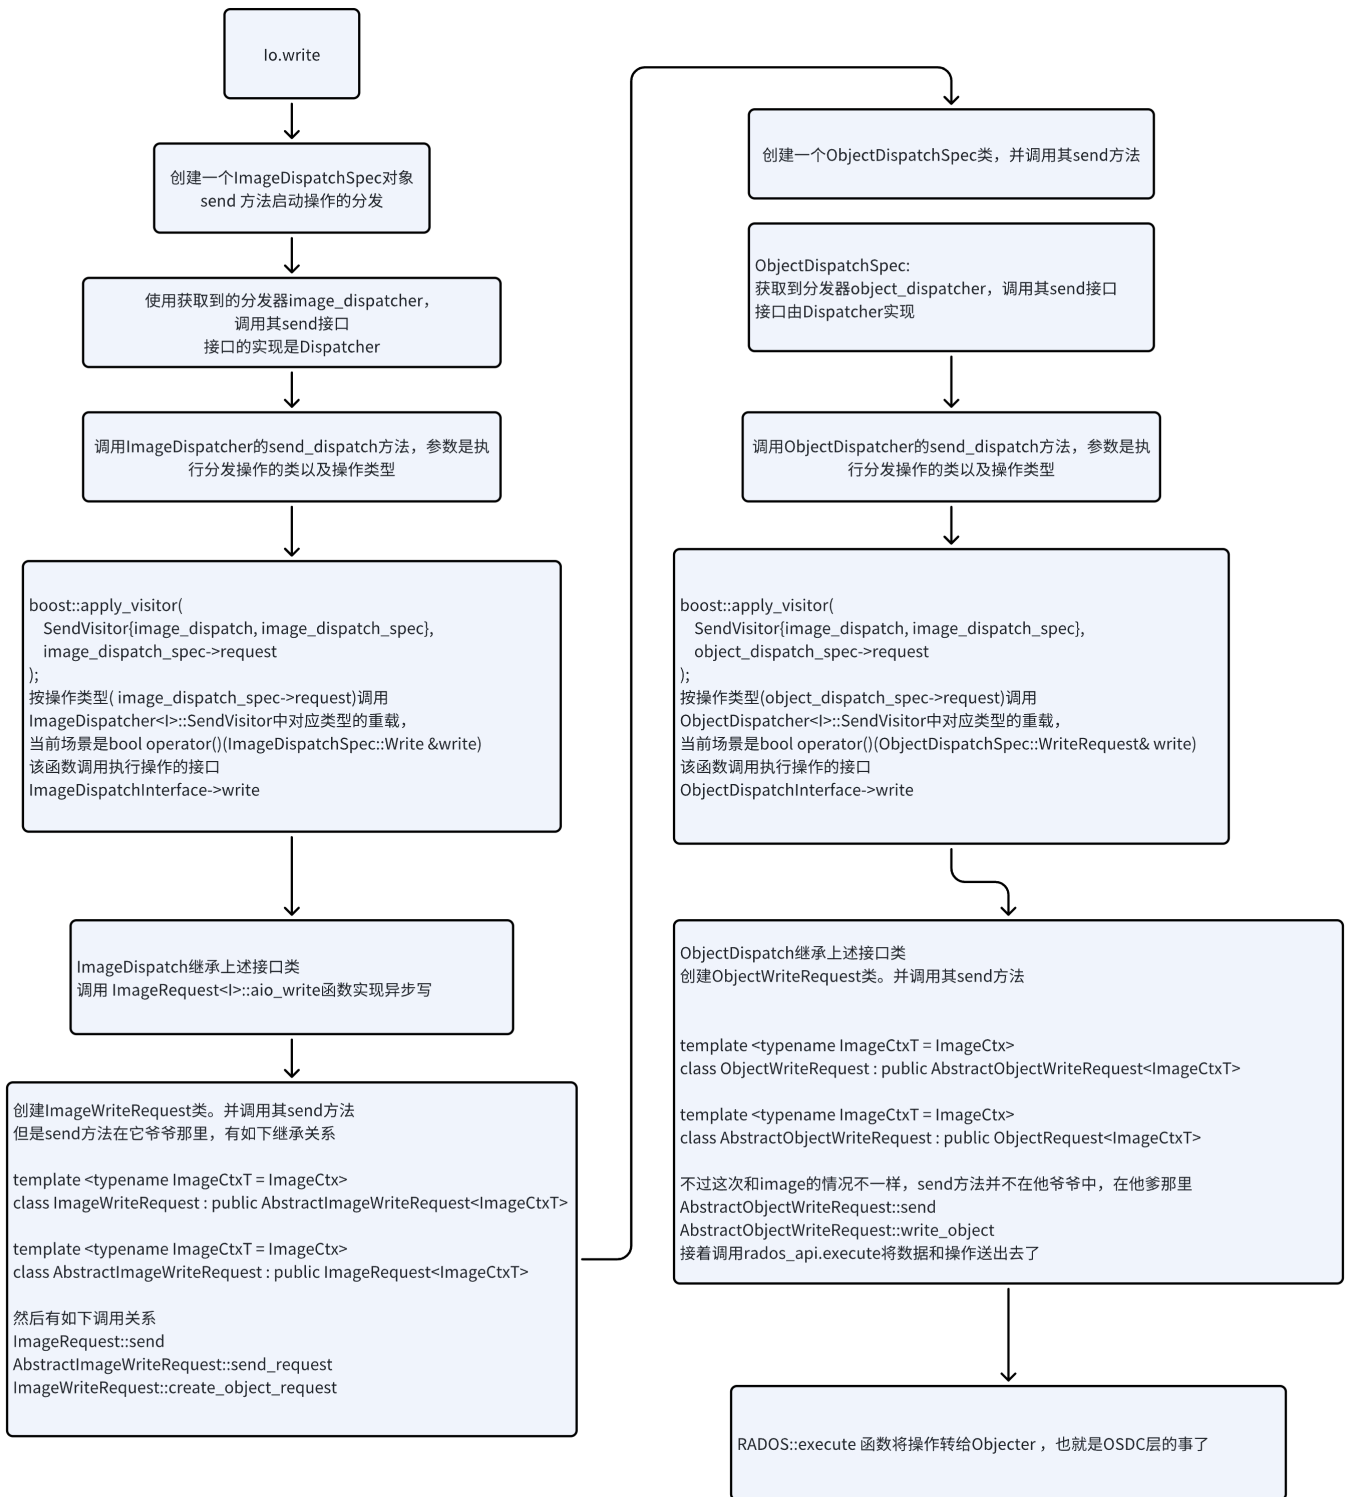 Io.write
创建一个ImageDispatchSpec对象
send 方法启动操作的分发
使用获取到的分发器image_dispatcher，
调用其send接口
接口的实现是Dispatcher
调用ImageDispatcher的send_dispatch方法，参数是执
行分发操作的类以及操作类型
boost::apply_visitor(
SendVisitor{image_dispatch, image_dispatch_spec},
image_dispatch_spec->request
);
按操作类型( image_dispatch_spec->request)调用
ImageDispatcher<I>::SendVisitor中对应类型的重载，
当前场景是bool operator()(ImageDispatchSpec::Write &write)
该函数调用执行操作的接口
ImageDispatchInterface->write
ImageDispatch继承上述接口类
调用 ImageRequest<I>::aio_write函数实现异步写
创建ImageWriteRequest类。并调用其send方法
但是send方法在它爷爷那里，有如下继承关系
template <typename ImageCtxT = ImageCtx>
class ImageWriteRequest : public AbstractImageWriteRequest<ImageCtxT>
template <typename ImageCtxT = ImageCtx>
class AbstractImageWriteRequest : public ImageRequest<ImageCtxT>
然后有如下调用关系
ImageRequest::send
AbstractImageWriteRequest::send_request
ImageWriteRequest::create_object_request
创建一个ObjectDispatchSpec类，并调用其send方法
ObjectDispatchSpec:
获取到分发器object_dispatcher，调用其send接口
接口由Dispatcher实现
调用ObjectDispatcher的send_dispatch方法，参数是执
行分发操作的类以及操作类型
boost::apply_visitor(
SendVisitor{image_dispatch, image_dispatch_spec},
object_dispatch_spec->request
);
按操作类型(object_dispatch_spec->request)调用
ObjectDispatcher<I>::SendVisitor中对应类型的重载，
当前场景是bool operator()(ObjectDispatchSpec::WriteRequest& write)
该函数调用执行操作的接口
ObjectDispatchInterface->write
ObjectDispatch继承上述接口类
创建ObjectWriteRequest类。并调用其send方法
template <typename ImageCtxT = ImageCtx>
class ObjectWriteRequest : public AbstractObjectWriteRequest<ImageCtxT>
template <typename ImageCtxT = ImageCtx>
class AbstractObjectWriteRequest : public ObjectRequest<ImageCtxT>
不过这次和image的情况不一样，send方法并不在他爷爷中，在他爹那里
AbstractObjectWriteRequest::send
AbstractObjectWriteRequest::write_object
接着调用rados_api.execute将数据和操作送出去了
RADOS::execute 函数将操作转给Objecter ，也就是OSDC层的事了